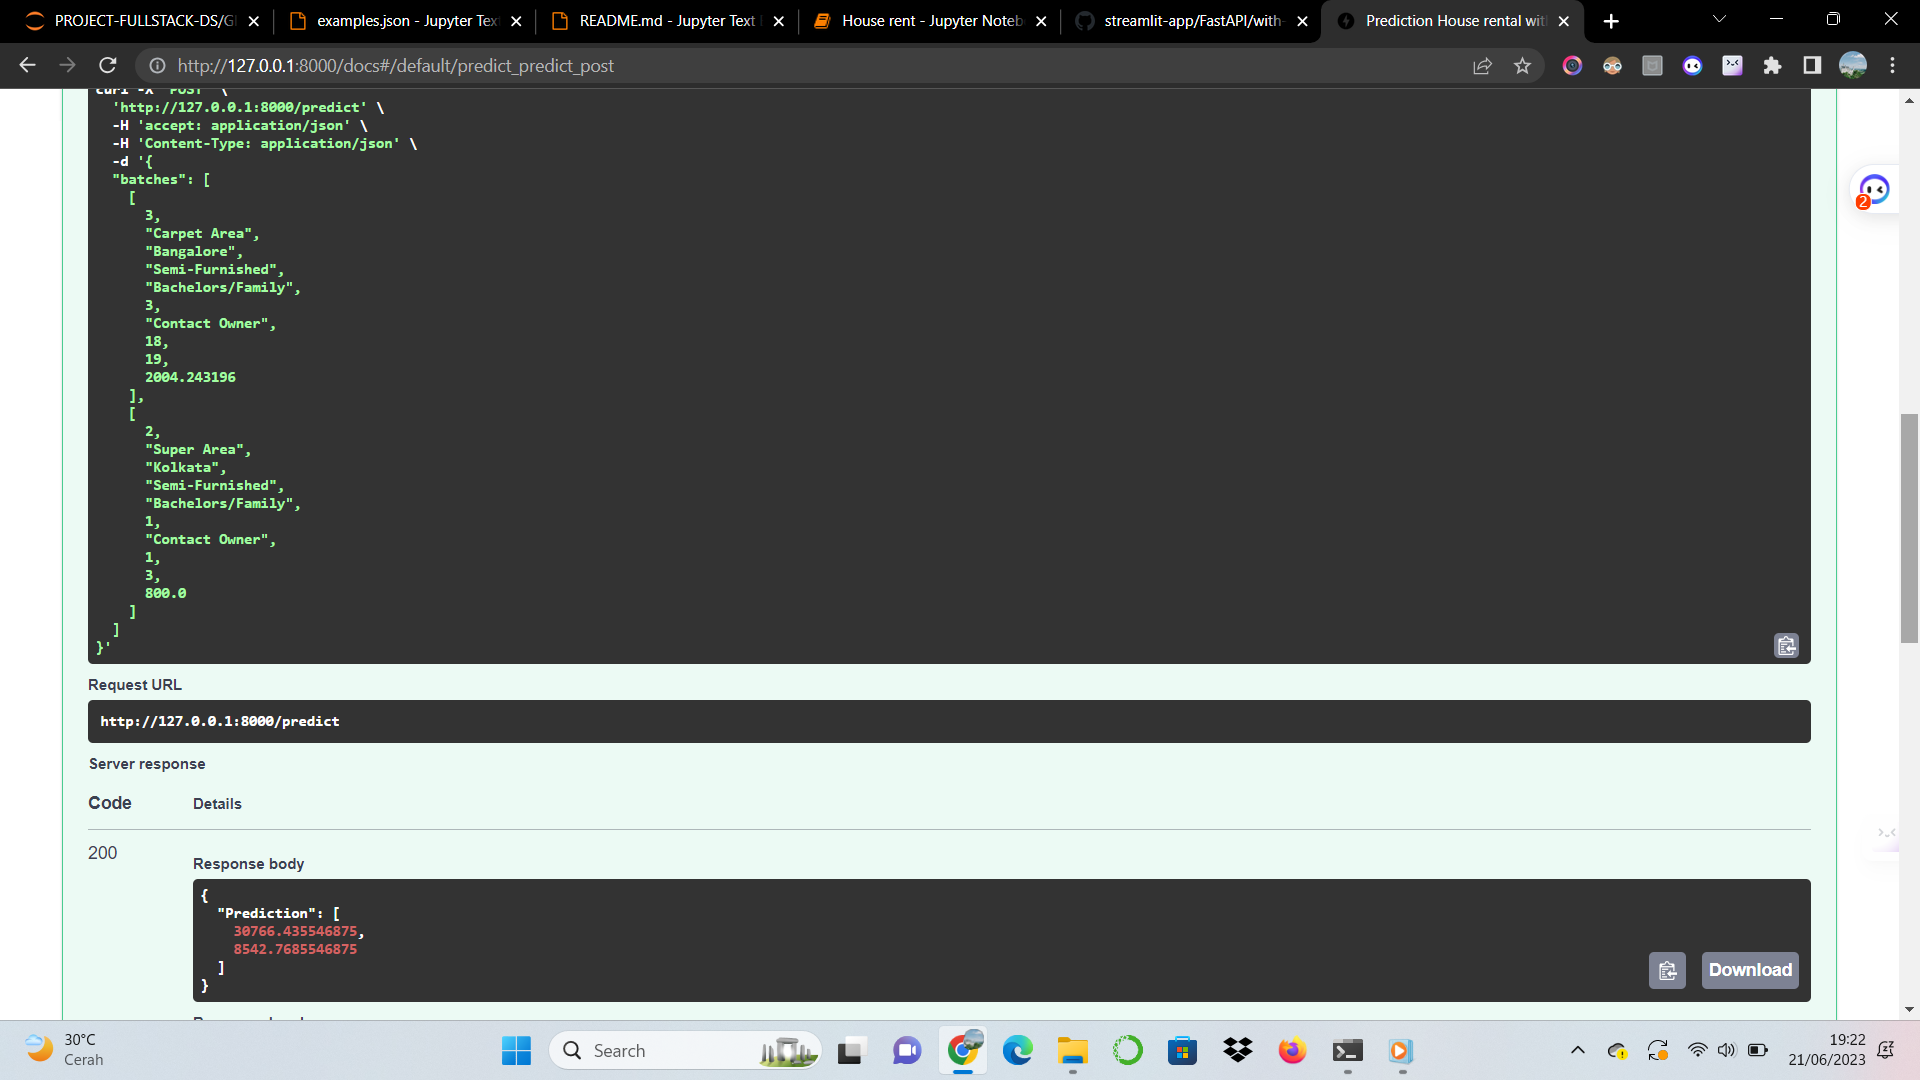 PROJECT-FULLSTACK-DS/G
examples.json - Jupyter Tex
README.md - Jupyter Text
House rent - Jupyter Noteb
streamlit-app/FastAPI/with-
Prediction House rental wit
http://127.0.0.1:8000/docs#/default/predict_predict_post
curl -X 'POST' \
'http://127.0.0.1:8000/predict' \
-H 'accept: application/json' \
-H 'Content-Type: application/json' \
-d '{
"batches": [
[
3,
"Carpet Area",
"Bangalore",
"Semi-Furnished",
"Bachelors/Family",
3,
"Contact Owner",
18,
19,
2004.243196
],
[
2,
"Super Area",
"Kolkata",
"Semi-Furnished",
"Bachelors/Family",
1,
"Contact Owner",
1,
3,
800.0
]
]
}'
2
Request URL
http://127.0.0.1:8000/predict
Server response
Code Details
200
Response body
{
"Prediction": [
30766.435546875,
8542.7685546875
]
}
Download
30°C
Cerah
Search
19:22
21/06/2023